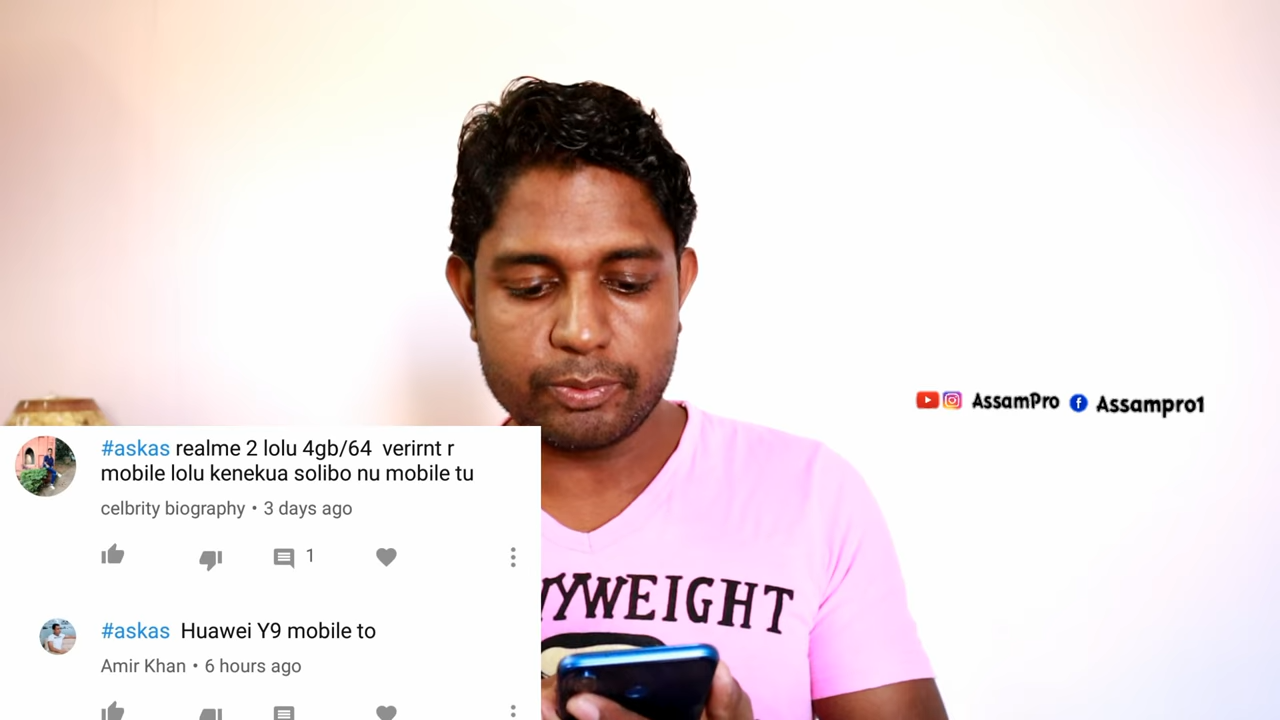 #askas realme 2 lolu 4gb/64 verirnt r
mobile lolu kenekua solibo nu mobile tu
celbrity biography • 3 days ago
1
#askas Huawei Y9 mobile to
Amir Khan • 6 hours ago
AssamPro Assampro1
WEIGHT